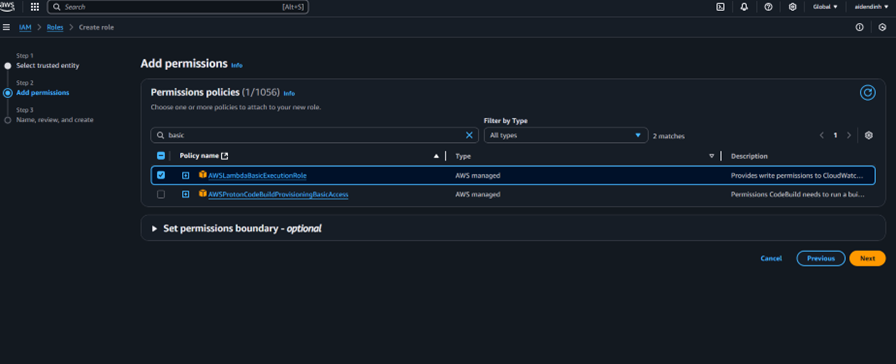 aws
Search
[Alt+S]
Global
aidendinh
IAM
Roles
Create role
Step 1
Select trusted entity
Step 2
Add permissions
Step 3
Name, review, and create
Add permissions Info
Permissions policies (1/1056) Info
Choose one or more policies to attach to your new role.
Filter by Type
basic
All types
2 matches
1
Policy name
Type
Description
AWSLambdaBasicExecutionRole
AWS managed
Provides write permissions to CloudWatc...
AWSProtonCodeBuildProvisioningBasicAccess
AWS managed
Permissions CodeBuild needs to run a bui...
Set permissions boundary - optional
Cancel
Previous
Next